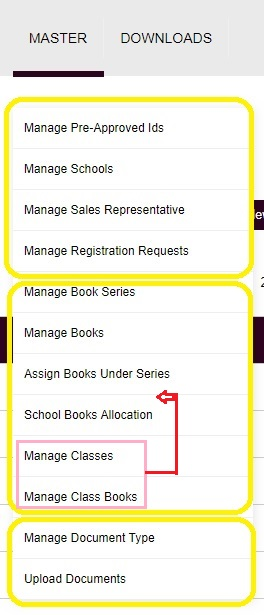 MASTER DOWNLOADS
Manage Pre-Approved Ids
Manage Schools
Manage Sales Representative
Manage Registration Requests
Manage Book Series
Manage Books
Assign Books Under Series
School Books Allocation
Manage Classes
Manage Class Books
Manage Document Type
Upload Documents